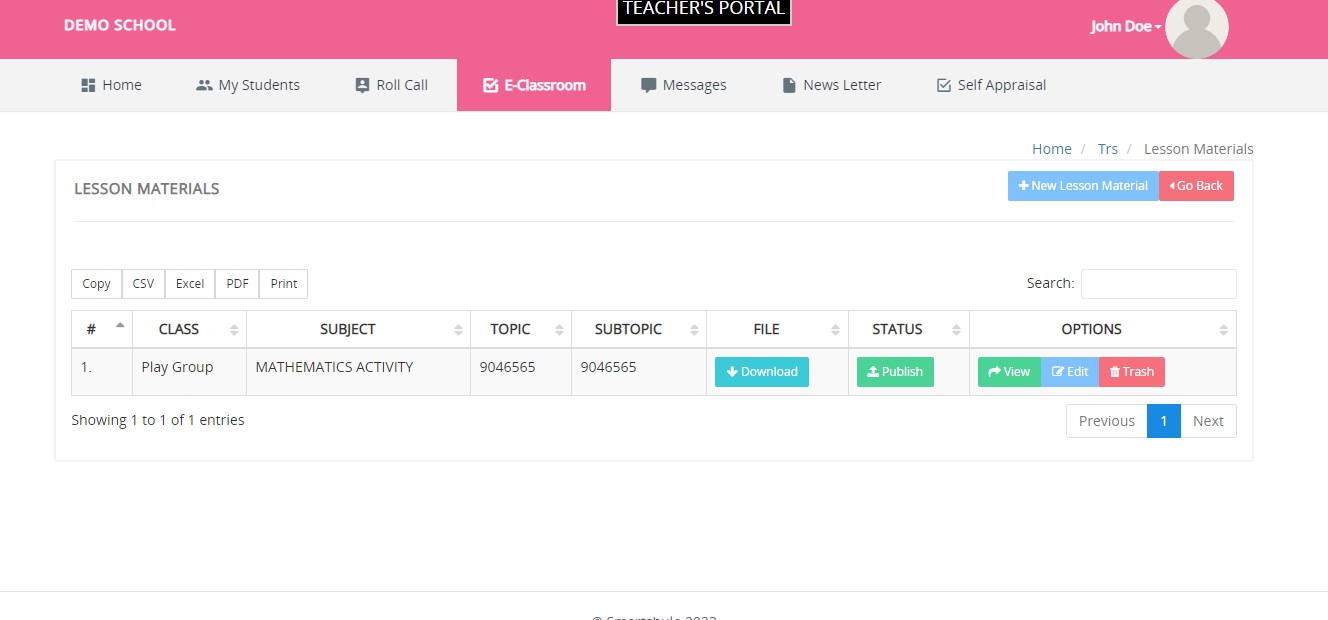 TEACHER'S PORTAL
DEMO SCHOOL
John Doe
Home
My Students
Roll Call
E-Classroom
Messages
News Letter
Self Appraisal
Home / Trs / Lesson Materials
LESSON MATERIALS
New Lesson Material
Go Back
Copy
CSV
Excel
PDF
Print
Search:
# CLASS SUBJECT TOPIC SUBTOPIC FILE STATUS OPTIONS
1. Play Group MATHEMATICS ACTIVITY 9046565 9046565 Download Publish View Edit Trash
Showing 1 to 1 of 1 entries
Previous 1 Next